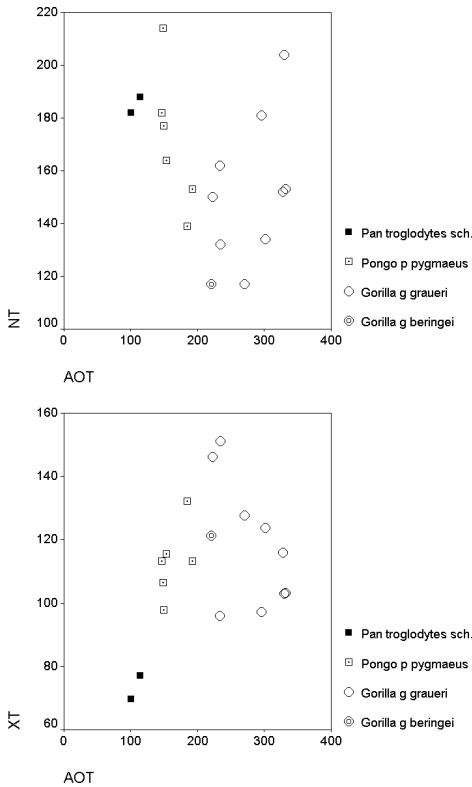 220
200
180
160
140
120
100
NT
0 100 200 300 400
AOT
Pan troglodytes sch.
Pongo p pygmaeus
Gorilla g graueri
Gorilla g beringei
160
140
120
100
80
60
XT
0 100 200 300 400
AOT
Pan troglodytes sch.
Pongo p pygmaeus
Gorilla g graueri
Gorilla g beringei